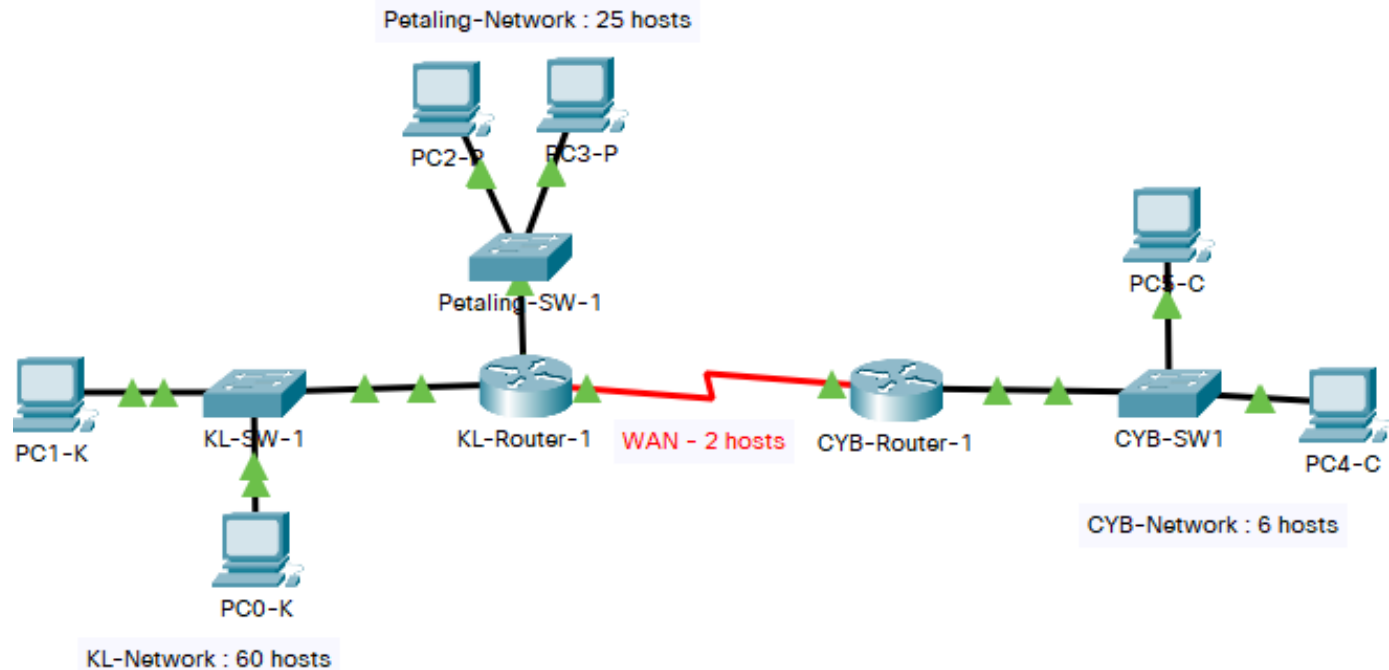 Petaling-Network : 25 hosts
PC2-P
PC3-P
Petaling-SW-1
PC5-C
PC1-K
KL-SW-1
KL-Router-1
WAN - 2 hosts
CYB-Router-1
CYB-SW1
PC4-C
CYB-Network : 6 hosts
PC0-K
KL-Network : 60 hosts